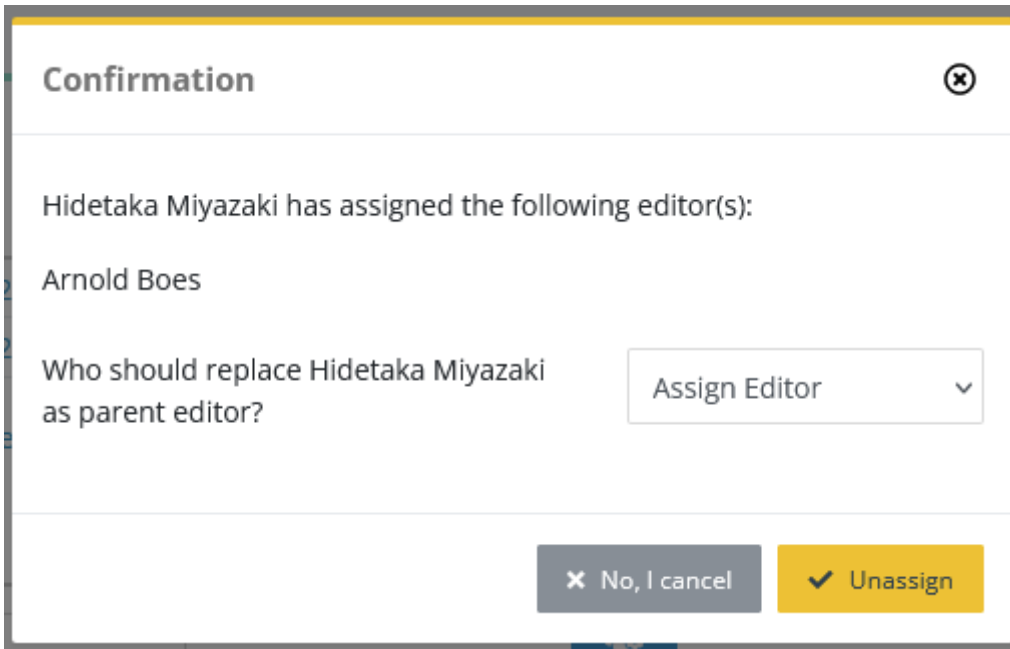 Confirmation
Hidetaka Miyazaki has assigned the following editor(s):
Arnold Boes
Who should replace Hidetaka Miyazaki
as parent editor?
Assign Editor
No, I cancel
Unassign